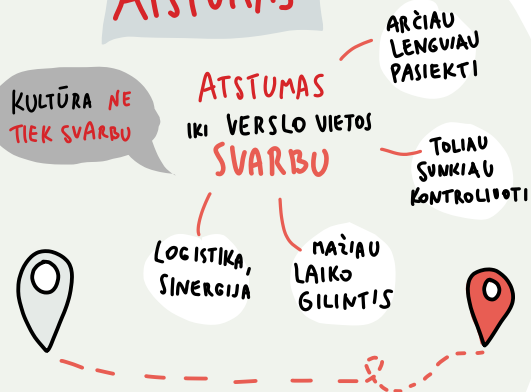 ATSTUMAS
KULTŪRA NE
TIEK SVARBU
ATSTUMAS
IKI VERSLO VIETOS
SVARBU
ARČIAU
LENGVIAU
PASIEKTI
TOLIAU
SUNKIAU
KONTROLIUOTI
LOGISTIKA,
SINERGIJA
MAŽIAU
LAIKO
GILINTIS